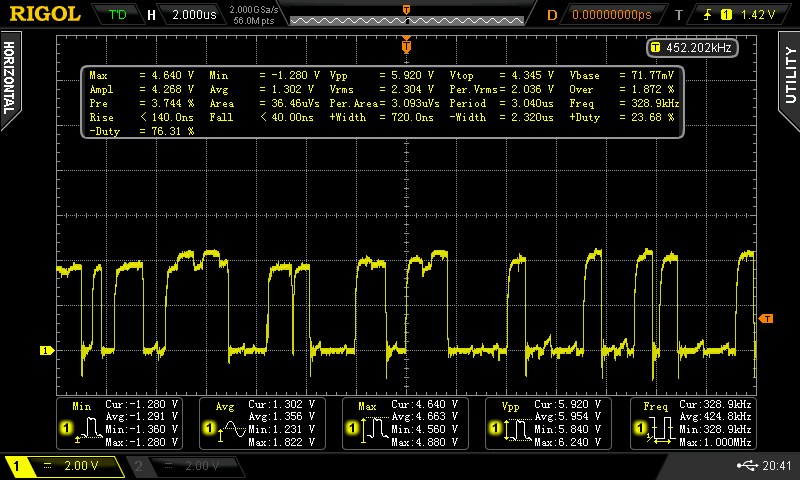 RIGOL T'D H 2.000us 2.000GSa/s 56.0M pts D 0.00000000ps T 1 1.42 V
HORIZONTAL
UTILITY
T
T 452.202kHz
Max = 4.640 V Min = -1.280 V Vpp = 5.920 V Vtop = 4.345 V Vbase = 71.77mV
Ampl = 4.268 V Avg = 1.302 V Vrms = 2.304 V Per.Vrms = 2.036 V Over = 1.872 %
Pre = 3.744 % Area = 36.46uVs Per.Area = 3.093uVs Period = 3.040us Freq = 328.9kHz
Rise < 140.0ns Fall < 40.00ns +Width = 720.0ns -Width = 2.320us +Duty = 23.68 %
-Duty = 76.31 %
T
1
Min Cur:-1.280 V
Avg:-1.291 V
1 Min:-1.360 V
Max:-1.280 V
Avg Cur:1.302 V
Avg:1.356 V
1 Min:1.231 V
Max:1.822 V
Max Cur:4.640 V
Avg:4.663 V
1 Min:4.560 V
Max:4.880 V
Vpp Cur:5.920 V
Avg:5.954 V
1 Min:5.840 V
Max:6.240 V
Freq Cur:328.9kHz
Avg:424.8kHz
1 Min:328.9kHz
Max:1.000MHz
1 2.00 V 2 2.00 V 20:41